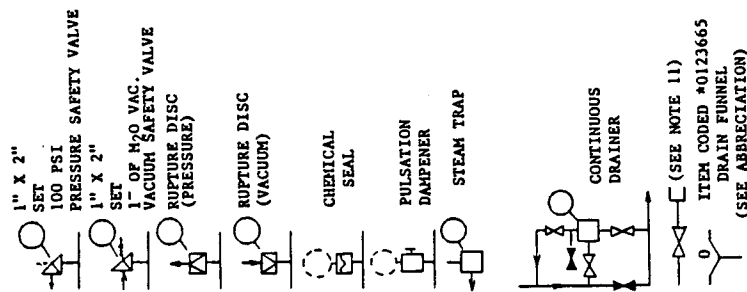 1" X 2"
SET
100 PSI
PRESSURE SAFETY VALVE
1" X 2"
SET
1" OF H2O VAC.
VACUUM SAFETY VALVE
RUPTURE DISC
(PRESSURE)
RUPTURE DISC
(VACUUM)
CHEMICAL
SEAL
PULSATION
DAMPENER
STEAM TRAP
CONTINUOUS
DRAINER
(SEE NOTE 11)
ITEM CODED *0123665
DRAIN FUNNEL
(SEE ABBRECIATION)
0